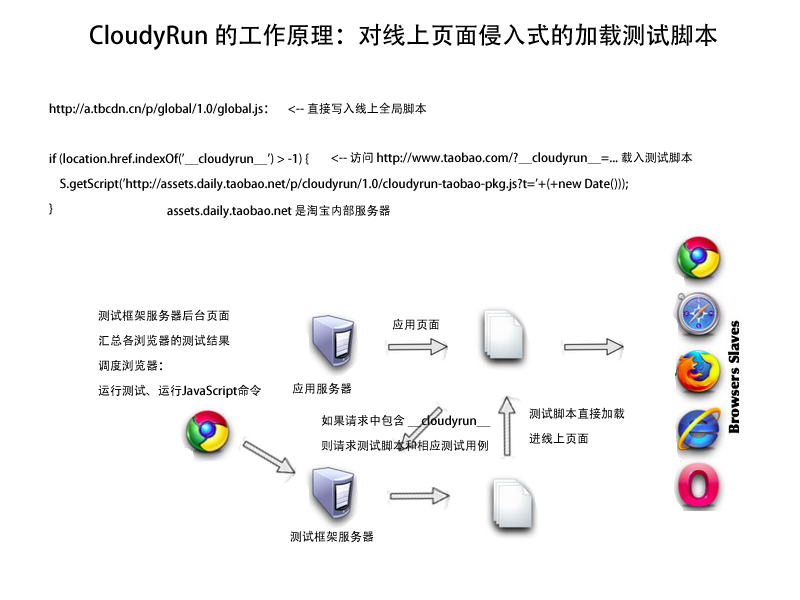 CloudyRun 的工作原理：对线上页面侵入式的加载测试脚本
http://a.tbcdn.cn/p/global/1.0/global.js： <-- 直接写入线上全局脚本
if (location.href.indexOf('__cloudyrun__') > -1) { <-- 访问 http://www.taobao.com/?__cloudyrun__=... 载入测试脚本
S.getScript('http://assets.daily.taobao.net/p/cloudyrun/1.0/cloudyrun-taobao-pkg.js?t='+(+new Date()));
} assets.daily.taobao.net 是淘宝内部服务器
测试框架服务器后台页面
汇总各浏览器的测试结果
调度浏览器：
运行测试、运行JavaScript命令
应用服务器
应用页面
如果请求中包含 __cloudyrun__
则请求测试脚本和相应测试用例
测试脚本直接加载
进线上页面
测试框架服务器
Browsers Slaves